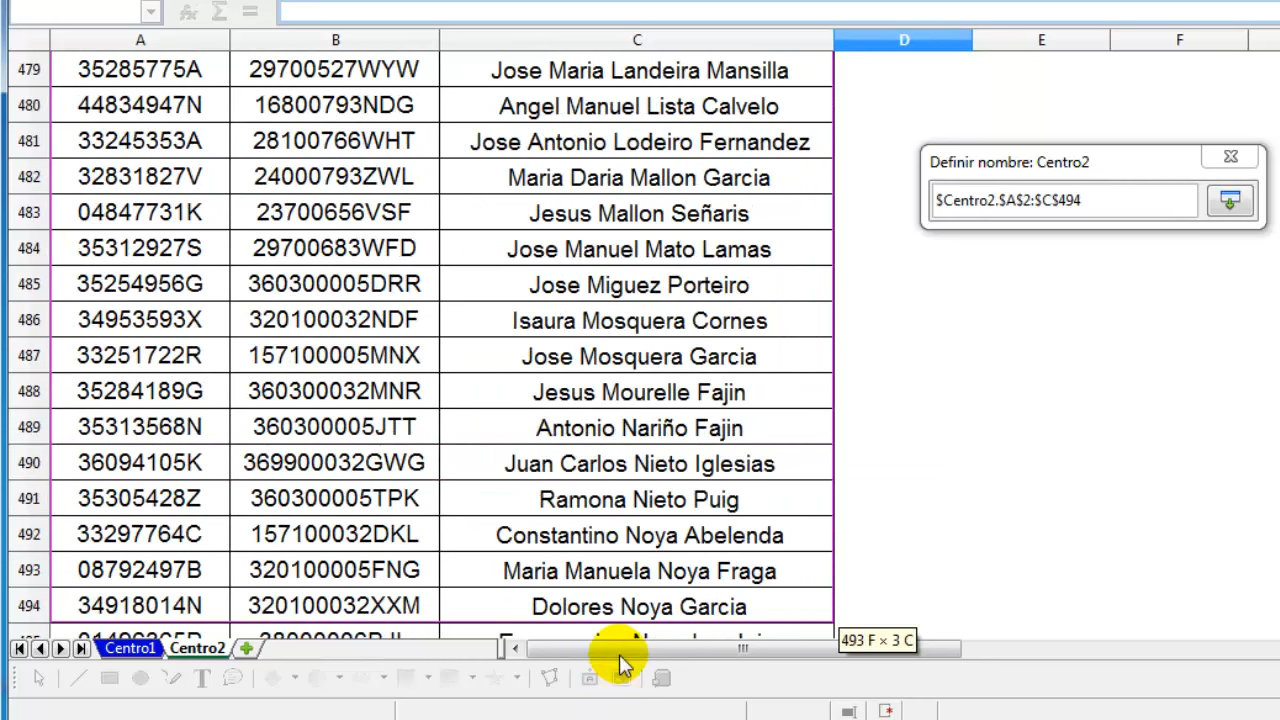 A B C D E F
479 35285775A 29700527WYW Jose Maria Landeira Mansilla
480 44834947N 16800793NDG Angel Manuel Lista Calvelo
481 33245353A 28100766WHT Jose Antonio Lodeiro Fernandez
Definir nombre: Centro2
482 32831827V 24000793ZWL Maria Daria Mallon Garcia
$Centro2.$A$2:$C$494
483 04847731K 23700656VSF Jesus Mallon Señaris
484 35312927S 29700683WFD Jose Manuel Mato Lamas
485 35254956G 360300005DRR Jose Miguez Porteiro
486 34953593X 320100032NDF Isaura Mosquera Cornes
487 33251722R 157100005MNX Jose Mosquera Garcia
488 35284189G 360300032MNR Jesus Mourelle Fajin
489 35313568N 360300005JTT Antonio Nariño Fajin
490 36094105K 369900032GWG Juan Carlos Nieto Iglesias
491 35305428Z 360300005TPK Ramona Nieto Puig
492 33297764C 157100032DKL Constantino Noya Abelenda
493 08792497B 320100005FNG Maria Manuela Noya Fraga
494 34918014N 320100032XXM Dolores Noya Garcia
493 F × 3 C
Centro1 Centro2